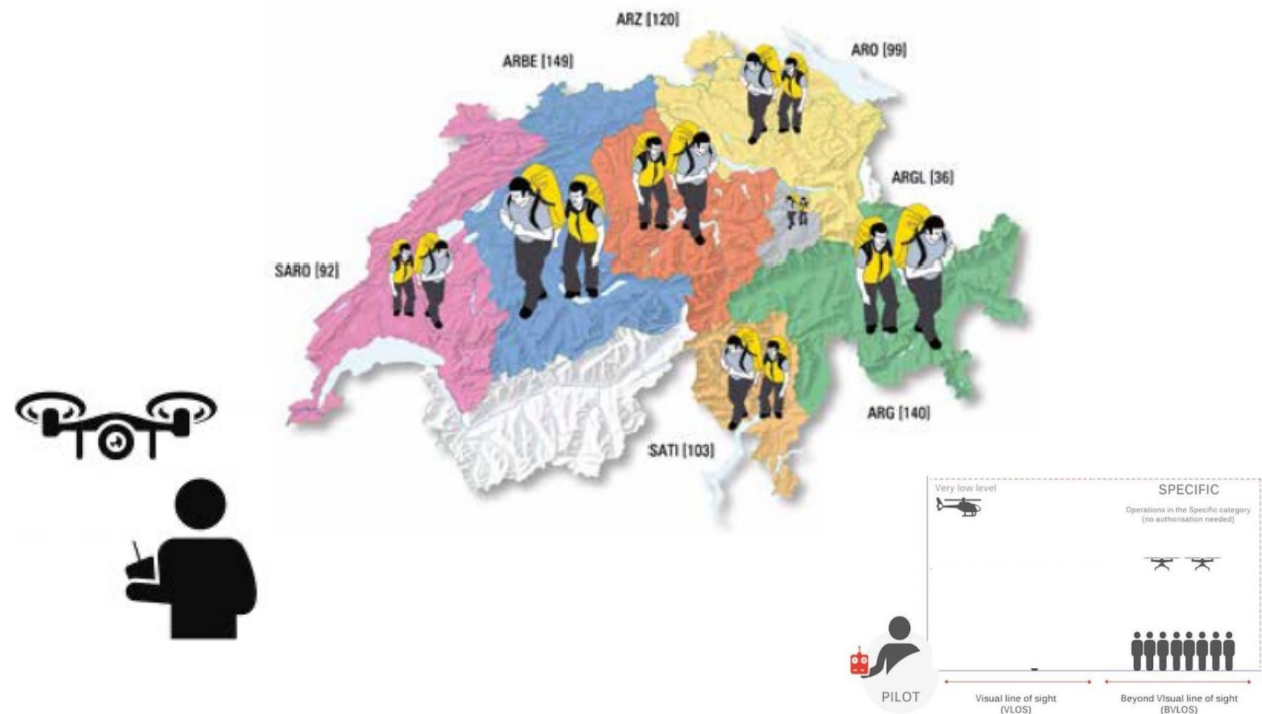 ARZ [120]
ARO [99]
ARBE [149]
ARGL [36]
SARO [92]
ARG [140]
SATI [103]
Very low level
SPECIFIC
Operations in the Specific category
(no authorisation needed)
PILOT
Visual line of sight
(VLOS)
Beyond VIsual line of sight
(BVLOS)